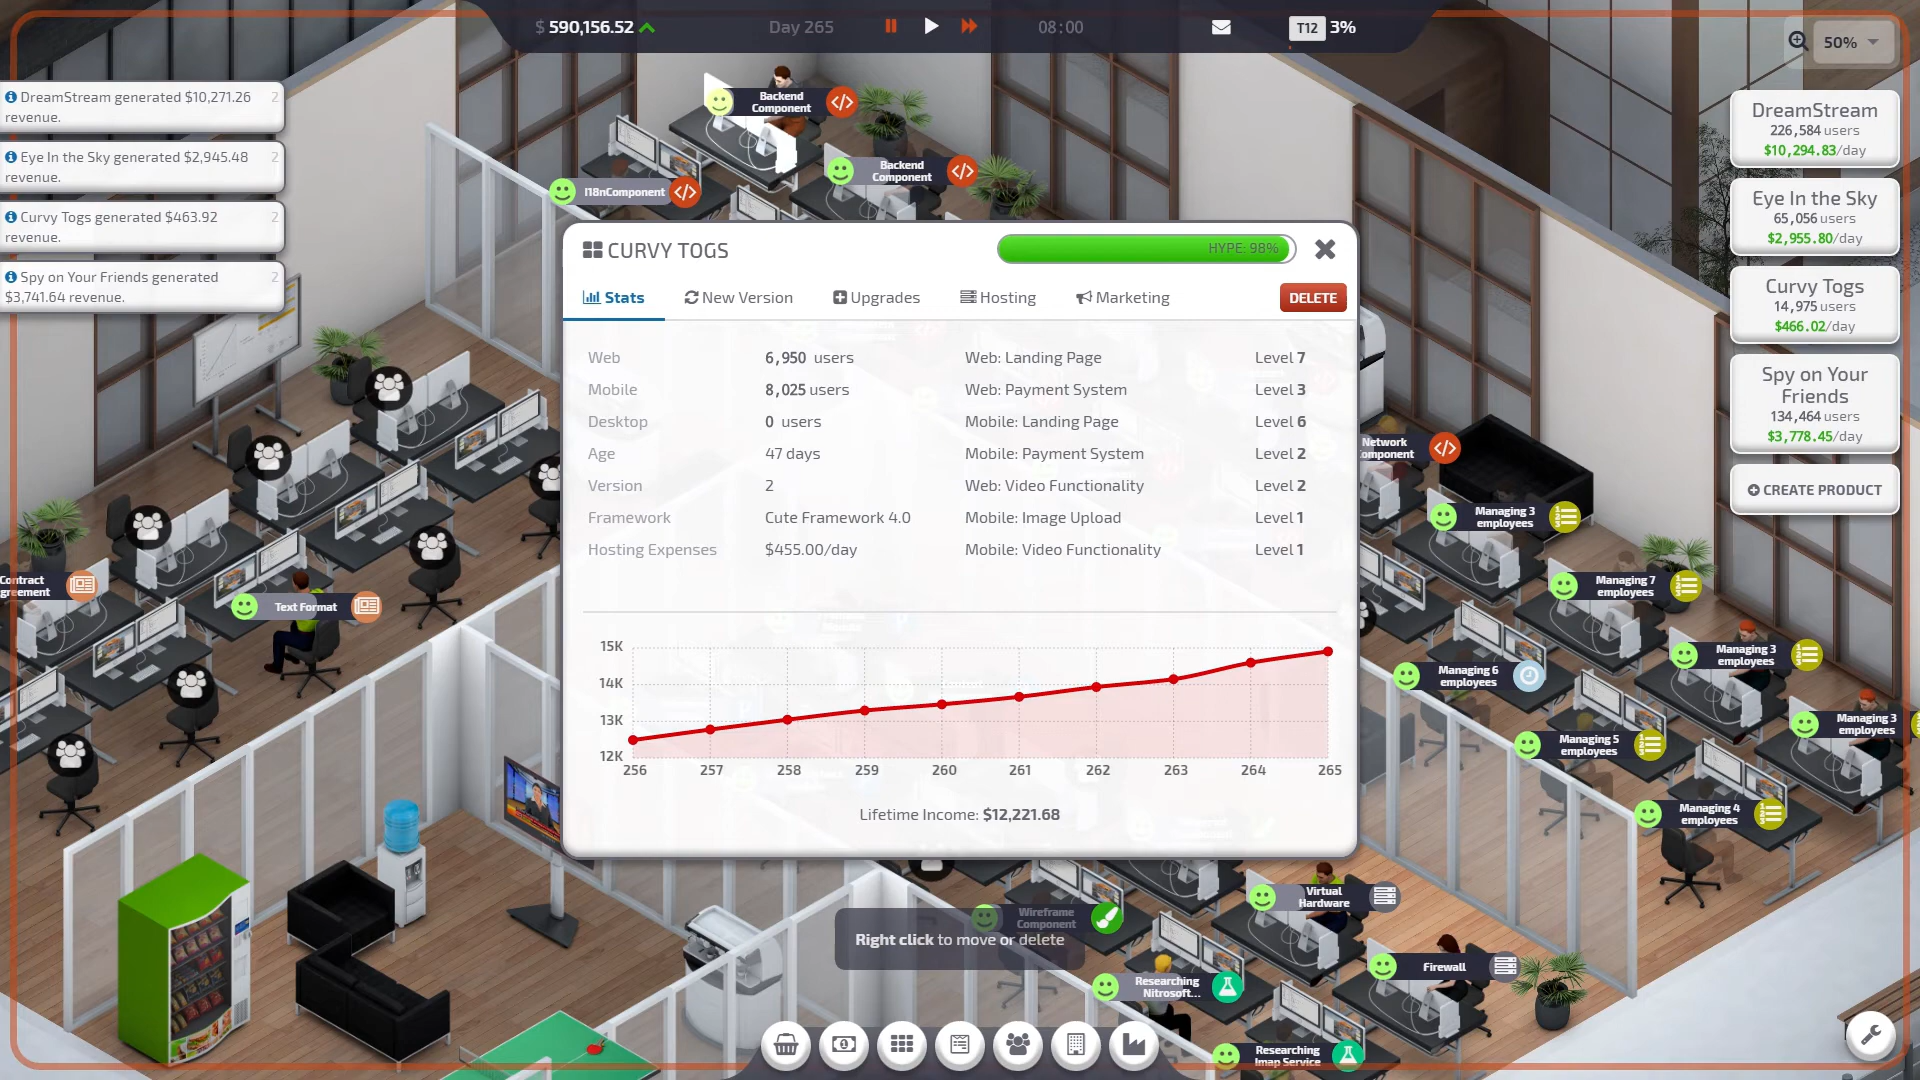 $ 590,156.52
Day 265
08:00
T12 3%
50%
DreamStream generated $10,271.26 2
revenue.
Eye In the Sky generated $2,945.48 2
revenue.
Curvy Togs generated $463.92 2
revenue.
Spy on Your Friends generated 2
$3,741.64 revenue.
DreamStream
226,584 users
$10,294.83/day
Eye In the Sky
65,056 users
$2,955.80/day
Curvy Togs
14,975 users
$466.02/day
Spy on Your
Friends
134,464 users
$3,778.45/day
CREATE PRODUCT
Backend
Component
Backend
Component
I18nComponent
CURVY TOGS
HYPE: 98%
Stats
New Version
Upgrades
Hosting
Marketing
DELETE
Web 6,950 users Web: Landing Page Level 7
Mobile 8,025 users Web: Payment System Level 3
Desktop 0 users Mobile: Landing Page Level 6
Age 47 days Mobile: Payment System Level 2
Version 2 Web: Video Functionality Level 2
Framework Cute Framework 4.0 Mobile: Image Upload Level 1
Hosting Expenses $455.00/day Mobile: Video Functionality Level 1
15K
14K
13K
12K
256 257 258 259 260 261 262 263 264 265
Lifetime Income: $12,221.68
Contract
greement
Text Format
Network
omponent
Managing 3
employees
Managing 7
employees
Managing 3
employees
Managing 6
employees
Managing 3
employees
Managing 5
employees
Managing 4
employees
Virtual
Hardware
Wireframe
Component
Right click to move or delete
Firewall
Researching
Nitrosoft...
Researching
Imap Service